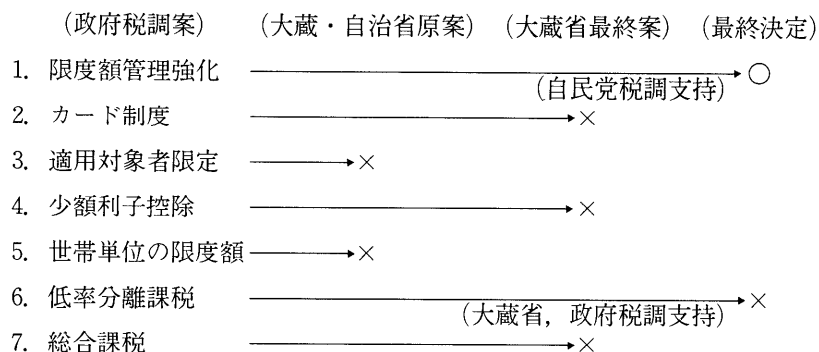 (政府税調案) (大蔵・自治省原案) (大蔵省最終案) (最終決定)
1. 限度額管理強化 ○
(自民党税調支持)
2. カード制度 ×
3. 適用対象者限定 ×
4. 少額利子控除 ×
5. 世帯単位の限度額 ×
6. 低率分離課税 ×
(大蔵省,政府税調支持)
7. 総合課税 ×